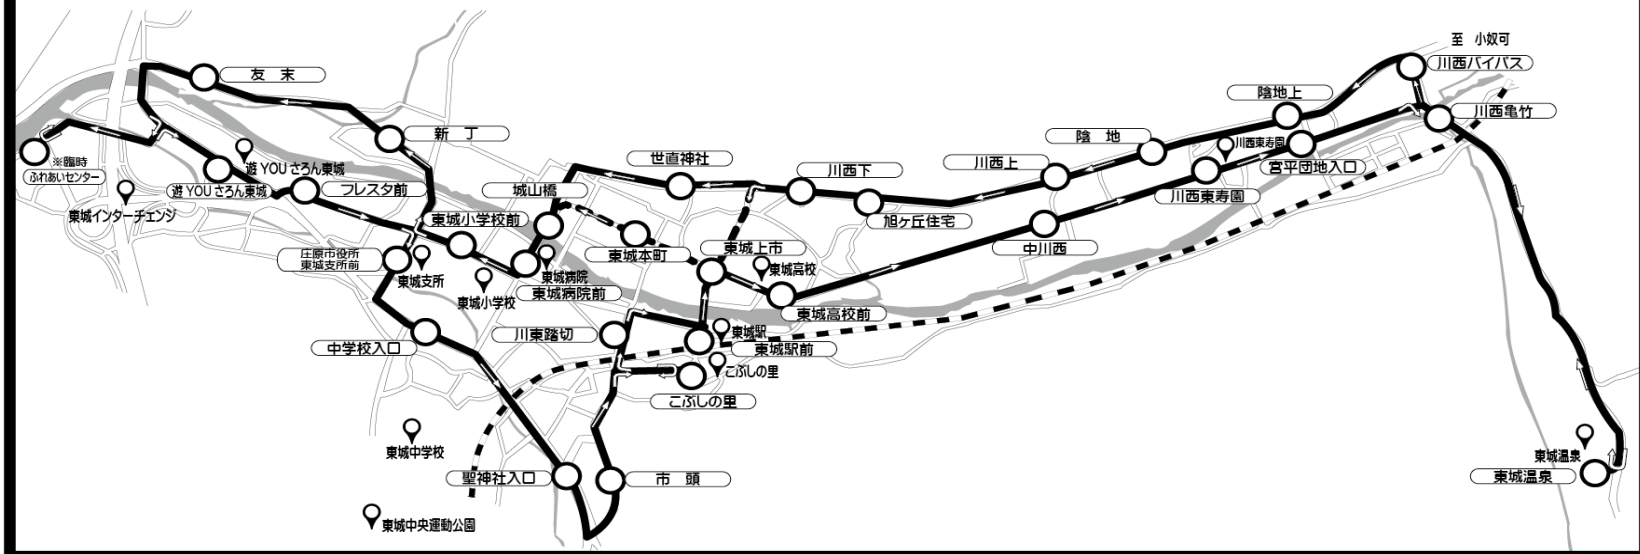 至 小奴可
川西バイパス
友 末
陰地上
川西亀竹
新 丁
陰 地
川西東寿園
※臨時
ふれあいセンター
遊YOUさろん東城
世直神社
川西下
川西上
宮平団地入口
遊YOUさろん東城
フレスタ前
城山橋
川西東寿園
東城インターチェンジ
東城小学校前
旭ヶ丘住宅
庄原市役所
東城支所前
東城支所
東城本町
東城上市
中川西
東城病院
東城高校
東城小学校
東城病院前
東城高校前
中学校入口
川東踏切
東城駅
東城駅前
こぶしの里
こぶしの里
東城中学校
東城温泉
聖神社入口
市 頭
東城温泉
東城中央運動公園